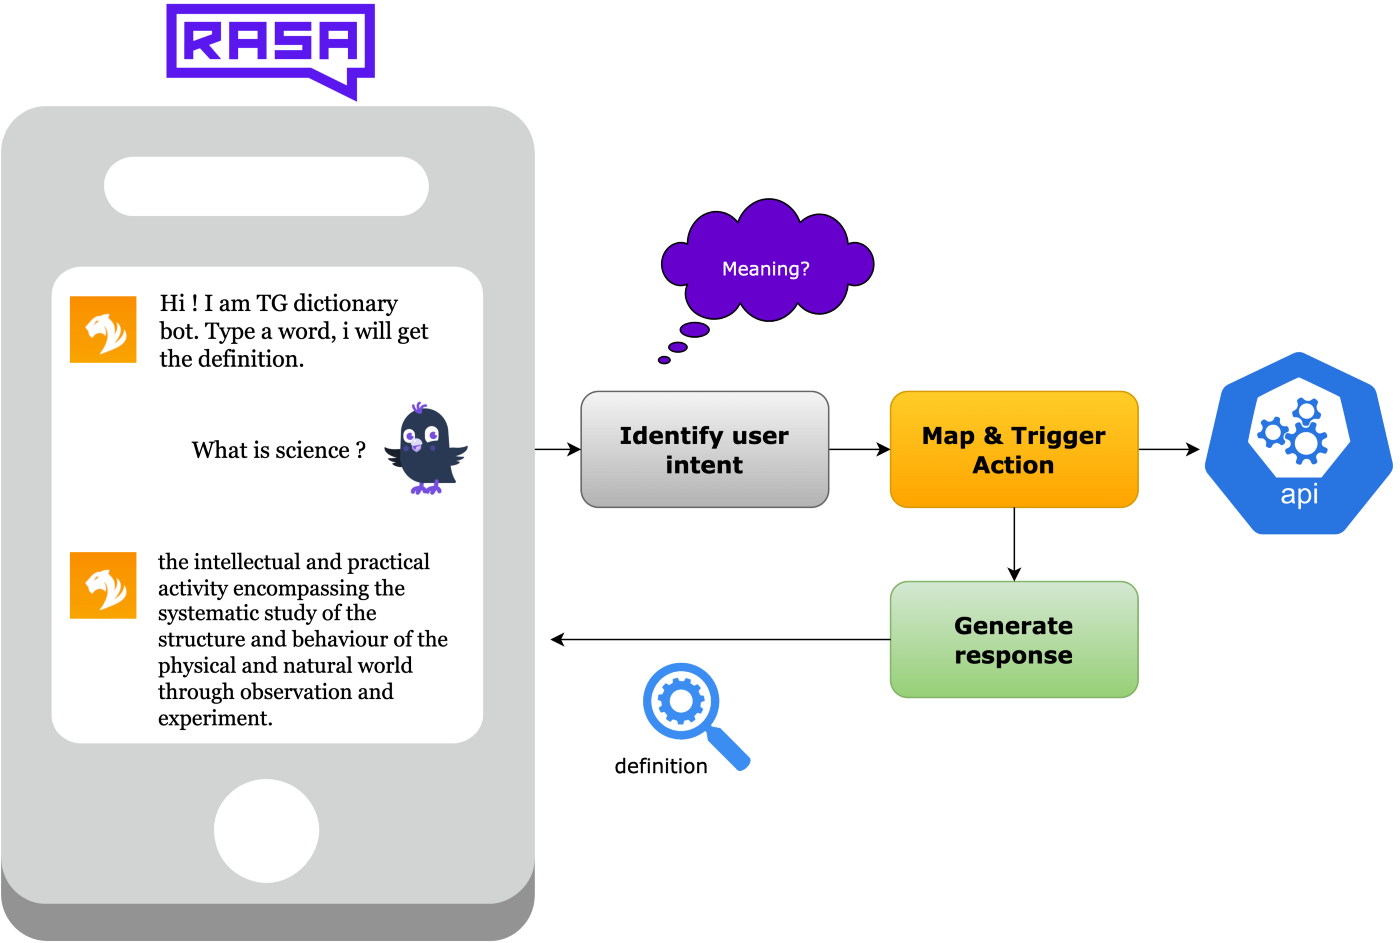 RASA
Hi ! I am TG dictionary
bot. Type a word, i will get
the definition.
What is science ?
the intellectual and practical
activity encompassing the
systematic study of the
structure and behaviour of the
physical and natural world
through observation and
experiment.
Meaning?
Identify user
intent
Map & Trigger
Action
api
Generate
response
definition